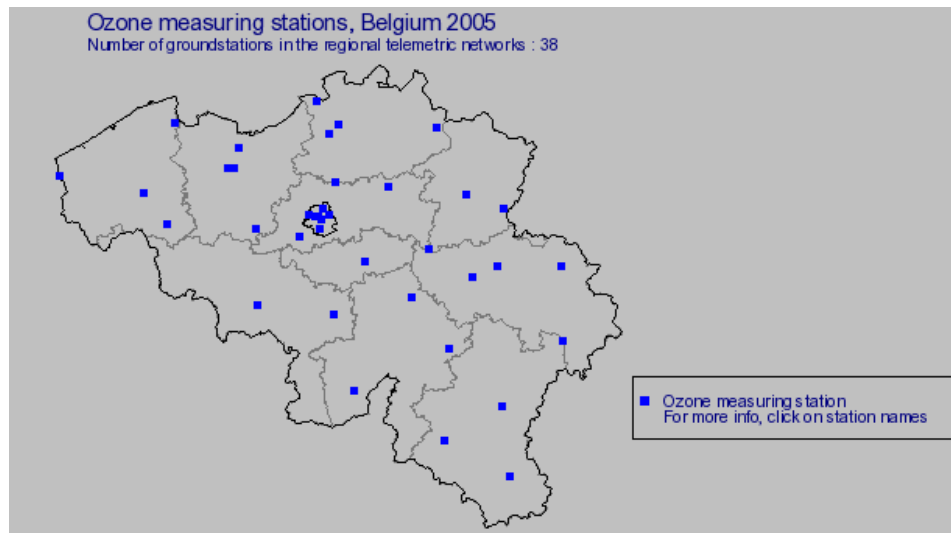 Ozone measuring stations, Belgium 2005
Number of groundstations in the regional telemetric networks : 38
Ozone measuring station
For more info, click on station names